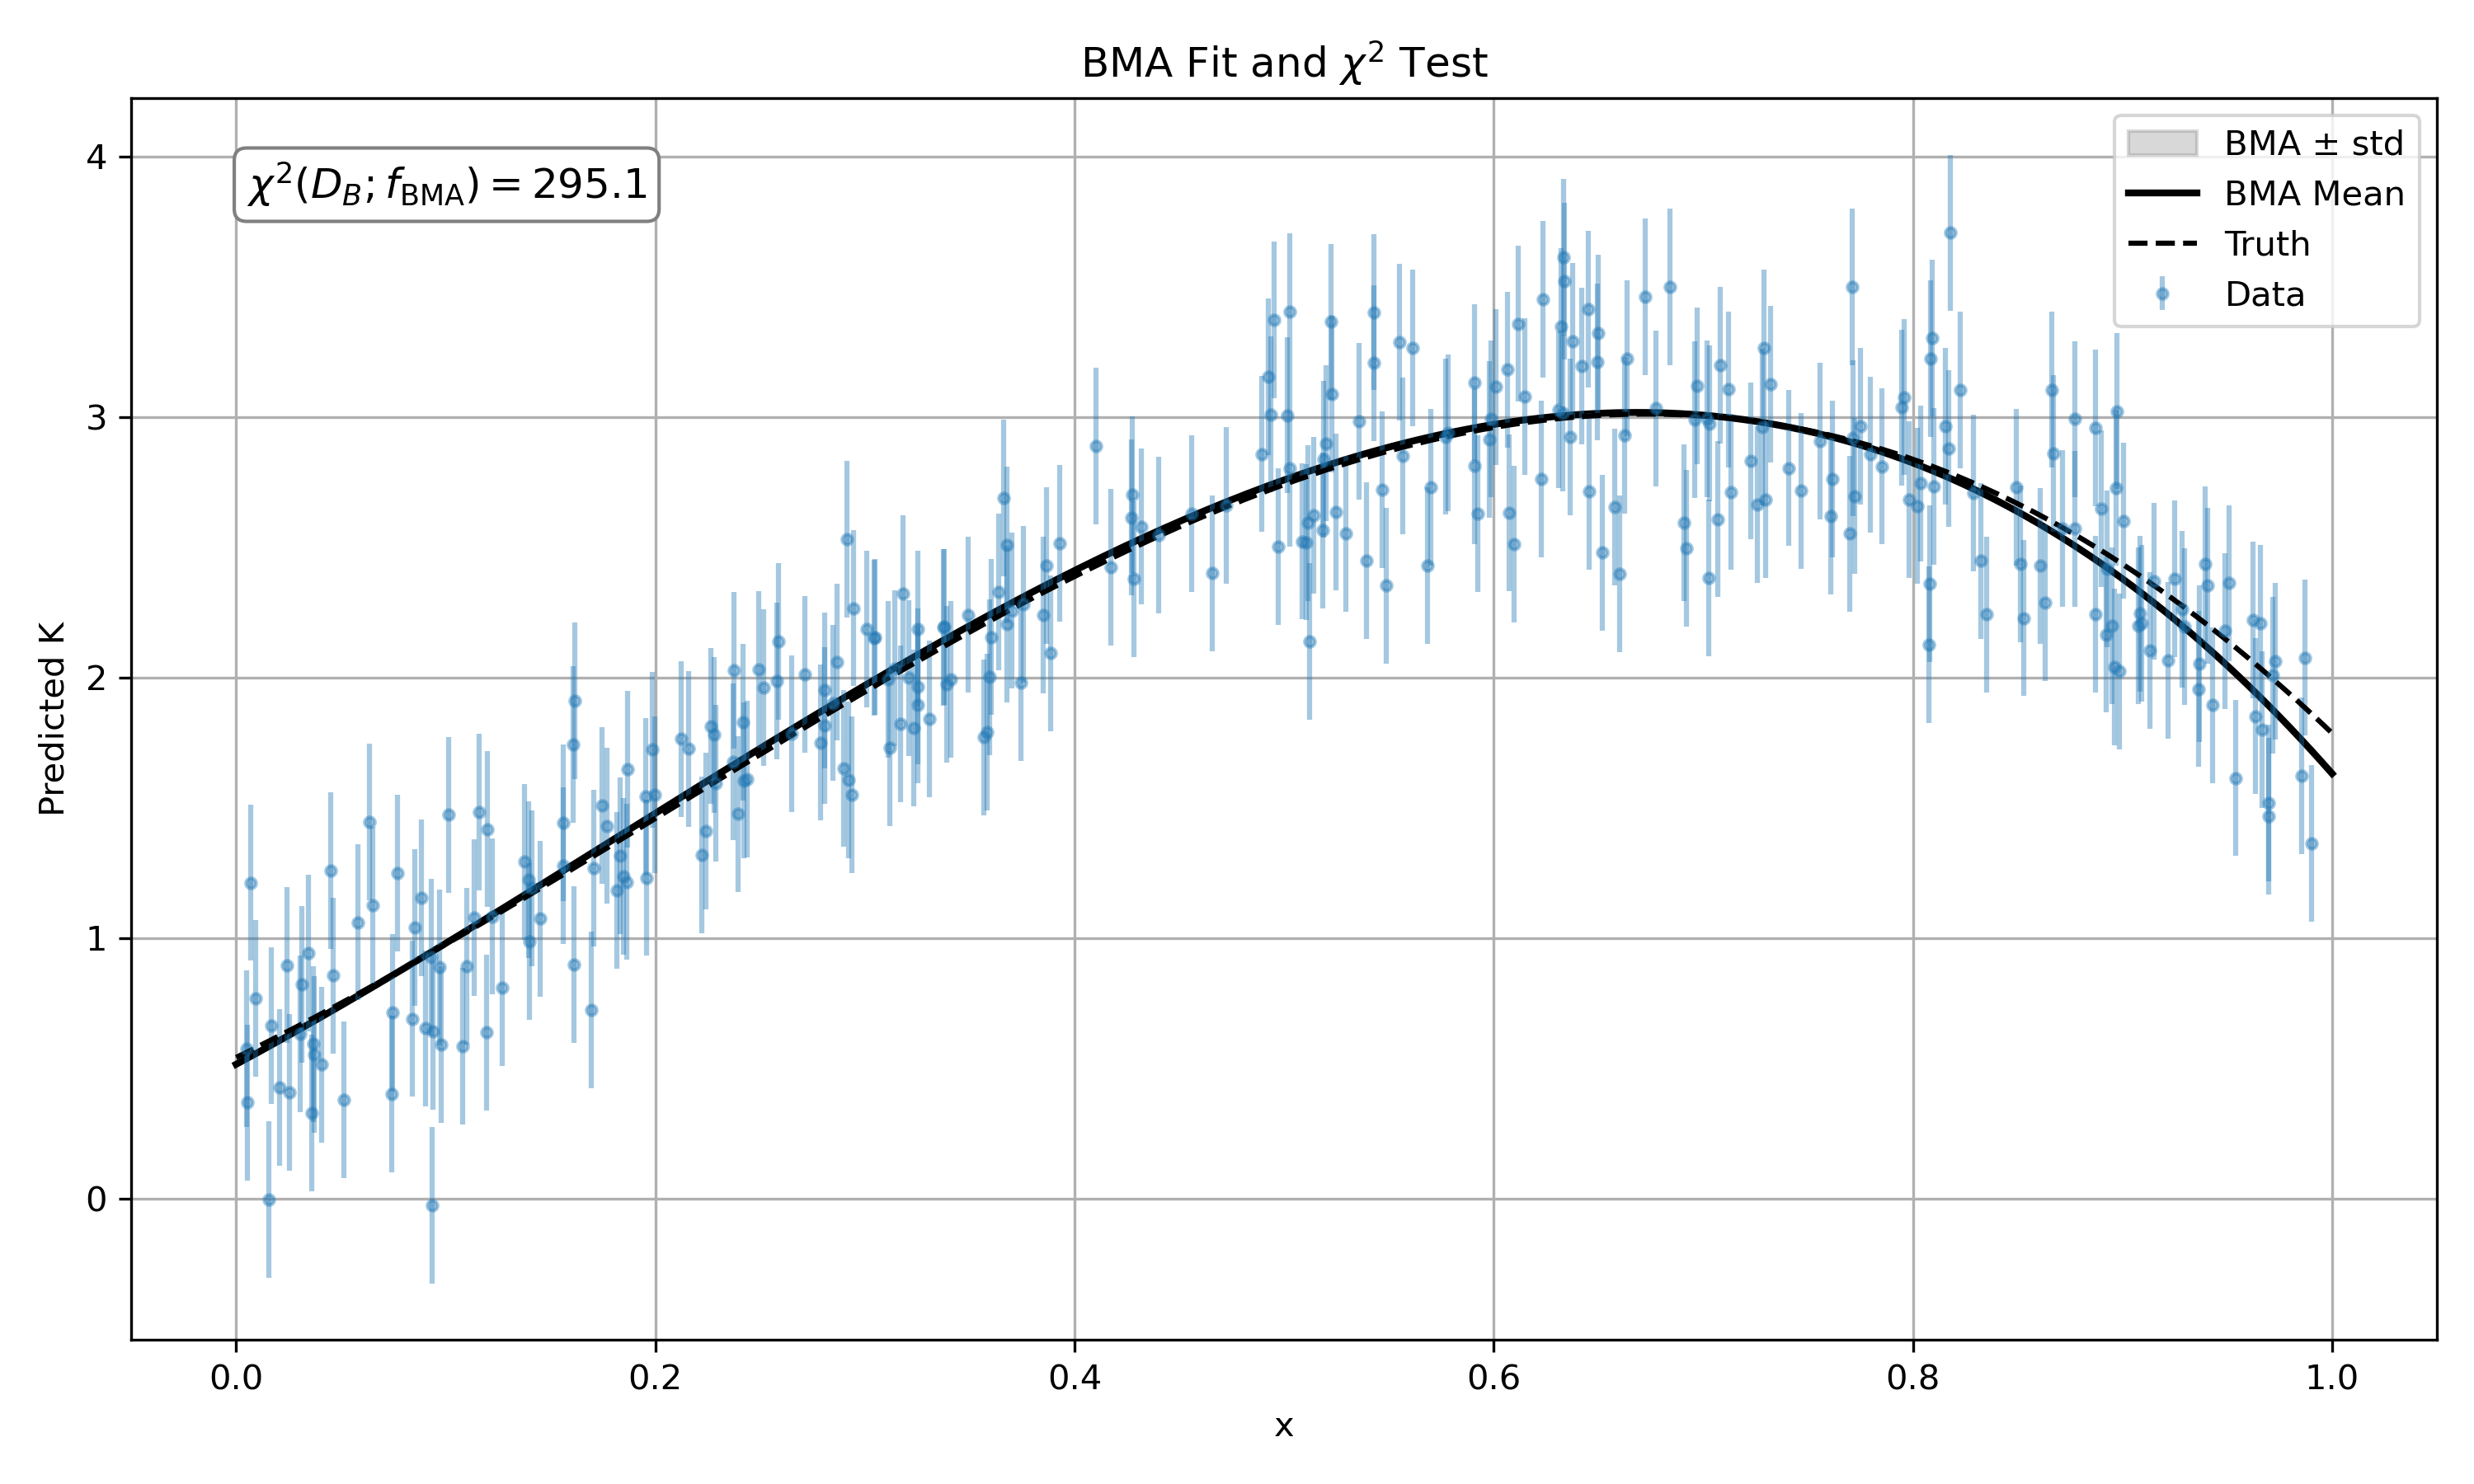 BMA Fit and χ² Test
χ²(D_B; f_BMA) = 295.1
BMA ± std
BMA Mean
Truth
Data
Predicted K
4
3
2
1
0
0.0 0.2 0.4 0.6 0.8 1.0
x